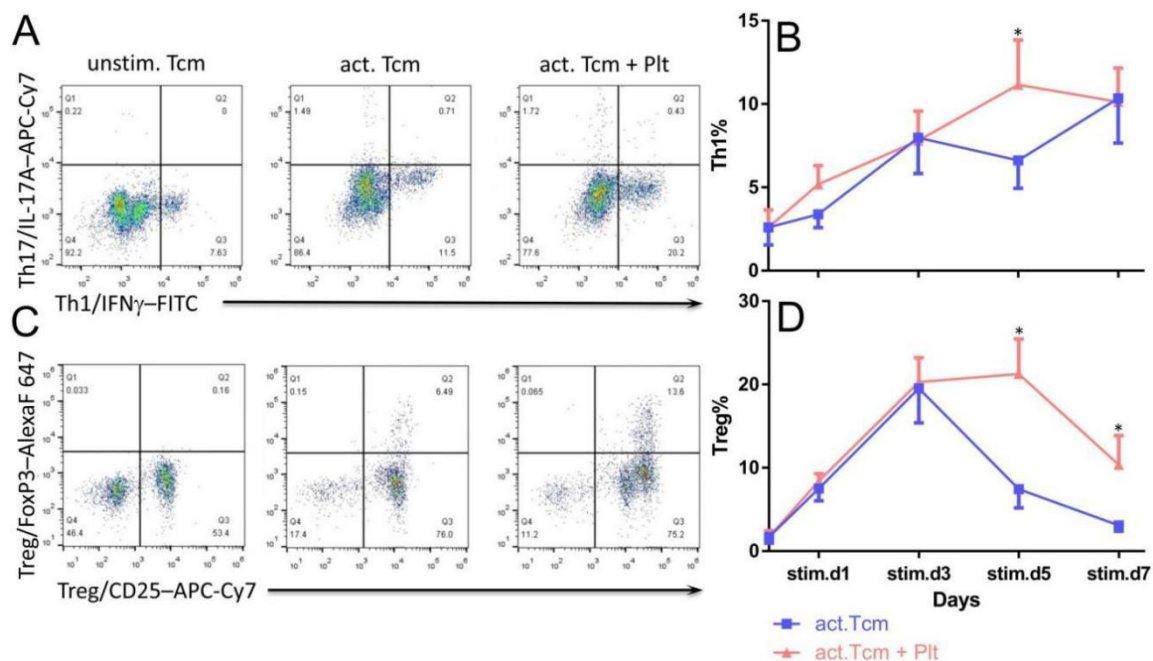 A
unstim. Tcm
act. Tcm
act. Tcm + Plt
Th17/IL-17A–APC-Cy7
Q1
0.22
Q2
0
Q4
92.2
Q3
7.63
Q1
1.49
Q2
0.71
Q4
86.4
Q3
11.5
Q1
1.72
Q2
0.43
Q4
77.6
Q3
20.2
Th1/IFNγ–FITC
B
Th1%
15
10
5
0
*
C
Treg/FoxP3–AlexaF 647
Q1
0.033
Q2
0.16
Q4
46.4
Q3
53.4
Q1
0.15
Q2
6.49
Q4
17.4
Q3
76.0
Q1
0.065
Q2
13.6
Q4
11.2
Q3
75.2
Treg/CD25–APC-Cy7
D
Treg%
30
20
10
0
*
*
stim.d1 stim.d3 stim.d5 stim.d7
Days
act.Tcm
act.Tcm + Plt